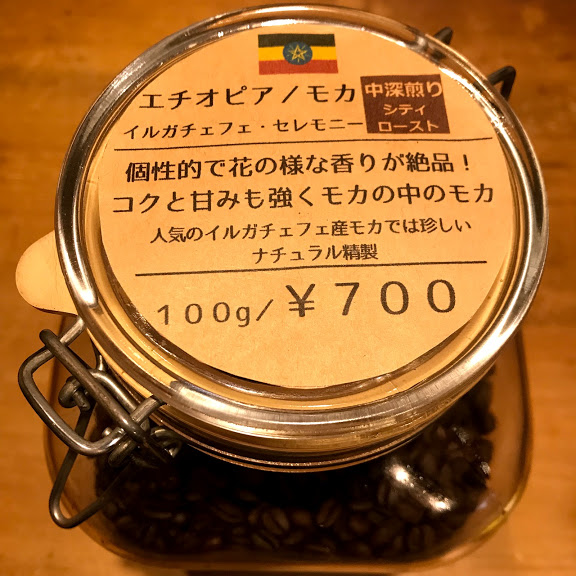 エチオピア/モカ
中深煎り
シティ
ロースト
イルガチェフェ・セレモニー
個性的で花の様な香りが絶品!
コクと甘みも強くモカの中のモカ
人気のイルガチェフェ産モカでは珍しい
ナチュラル精製
100g/¥700